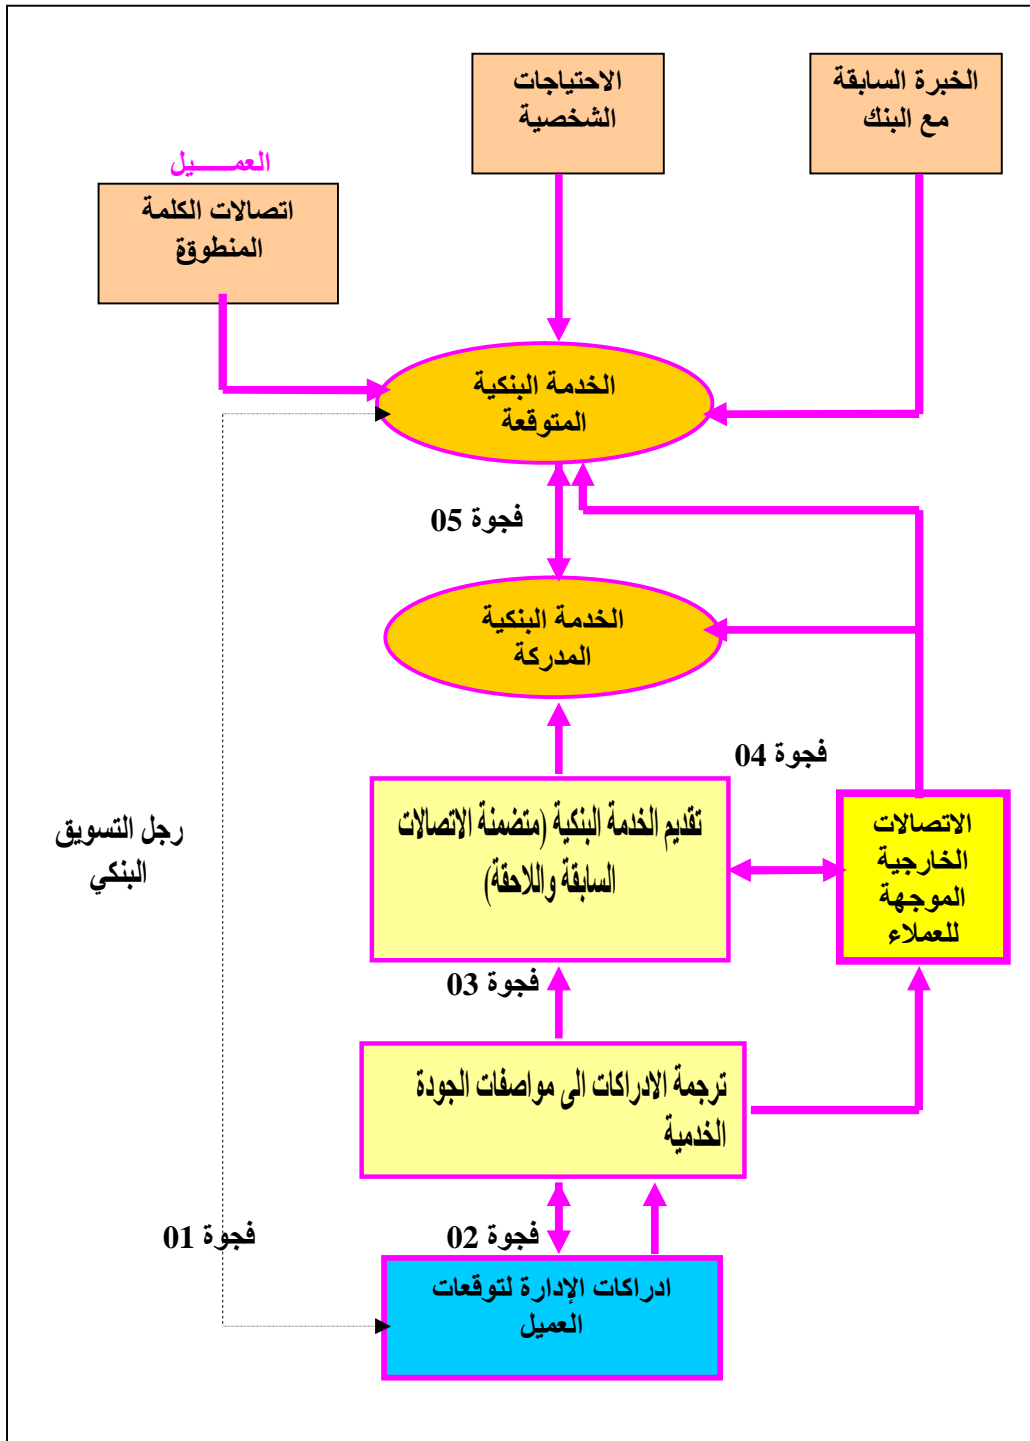 الخبرة السابقة
مع البنك
الاحتياجات
الشخصية
العمـــــيل
اتصالات الكلمة
المنطوقة
الخدمة البنكية
المتوقعة
فجوة 05
الخدمة البنكية
المدركة
فجوة 04
الاتصالات
الخارجية
الموجهة
للعملاء
تقديم الخدمة البنكية (متضمنة الاتصالات
السابقة واللاحقة)
رجل التسويق
البنكي
فجوة 03
ترجمة الادراكات الى مواصفات الجودة
الخدمية
فجوة 02
فجوة 01
ادراكات الإدارة لتوقعات
العميل